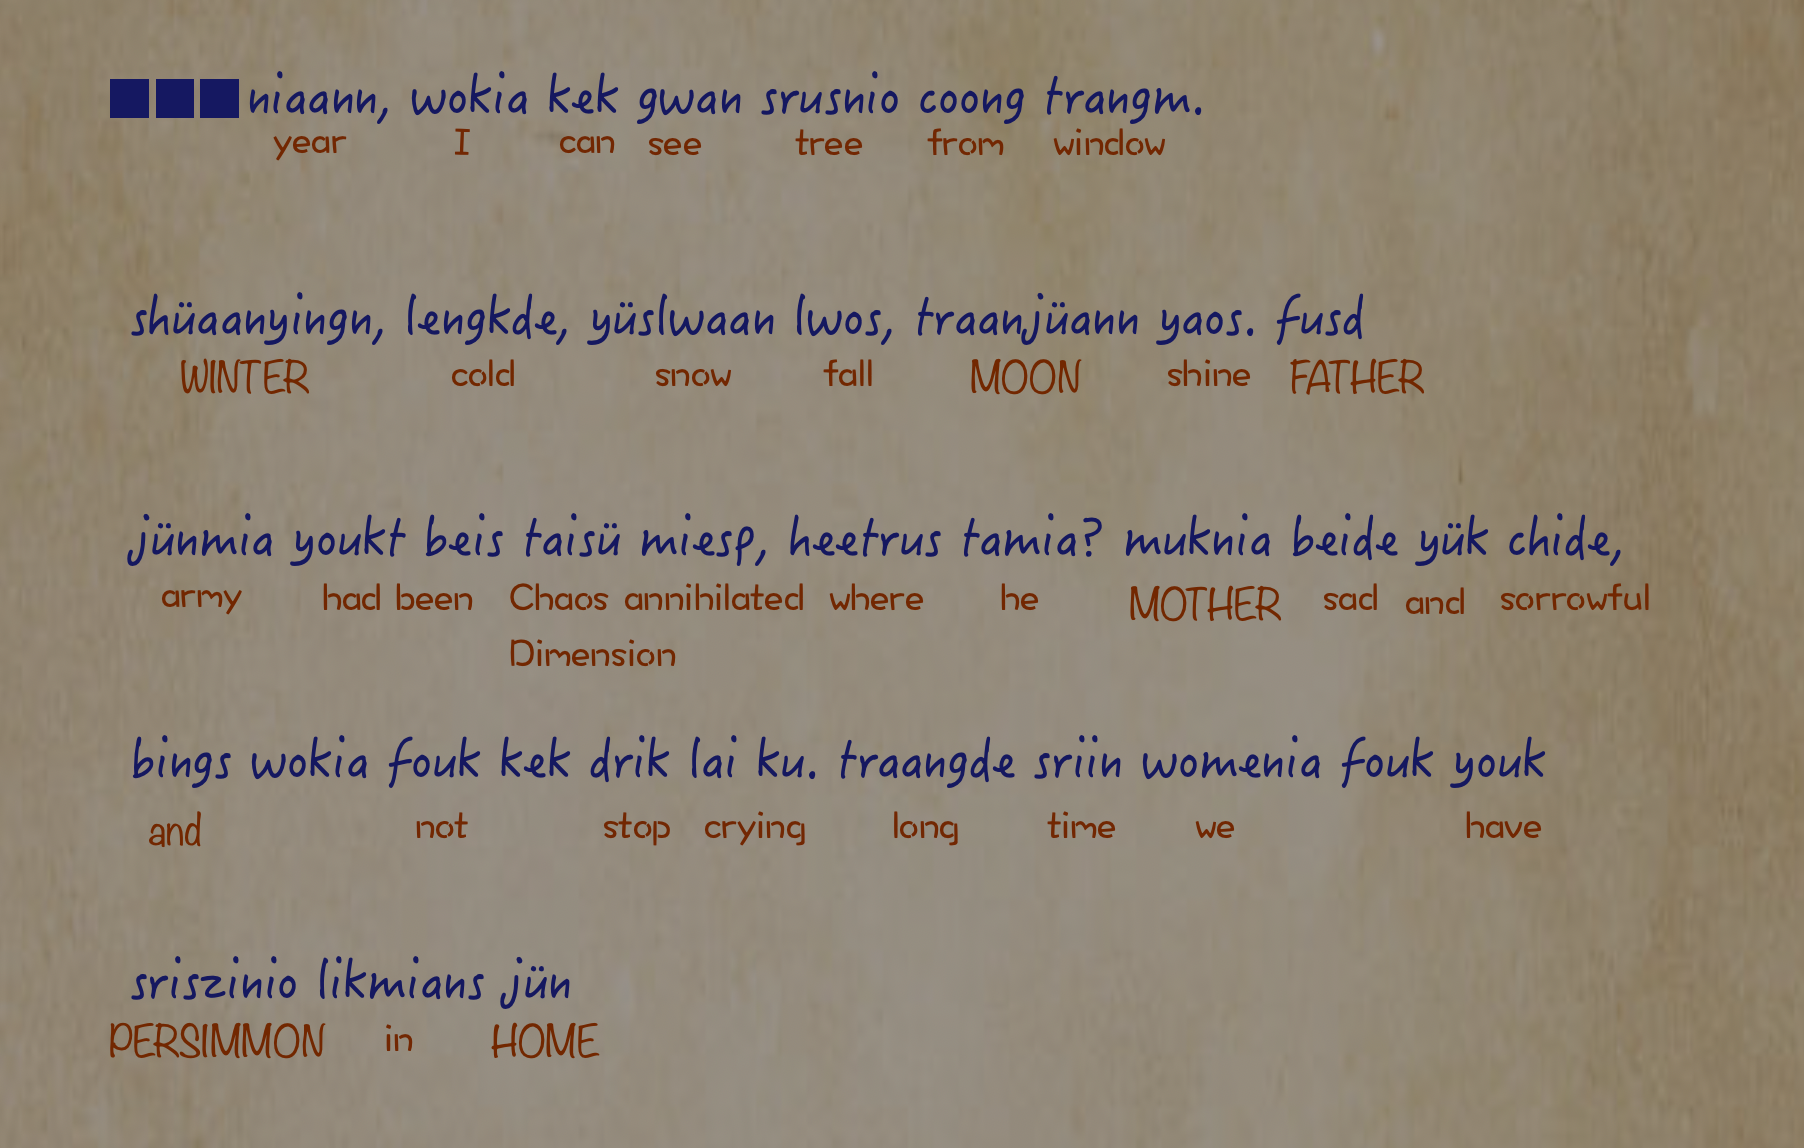 niaann, wokia kek gwan srusnio coong trangm.
year I can see tree from window
shüaanyingn, lengkde, yüslwaan lwos, traanjüann yaos. fusd
WINTER cold snow fall MOON shine FATHER
jünmia youkt beis taisü miesp, heetrus tamia? muknia beide yük chide,
army had been Chaos annihilated where he MOTHER sad and sorrowful
Dimension
bings wokia fouk kek drik lai ku. traangde sriin womenia fouk youk
and not stop crying long time we have
sriszinio likmians jün
PERSIMMON in HOME